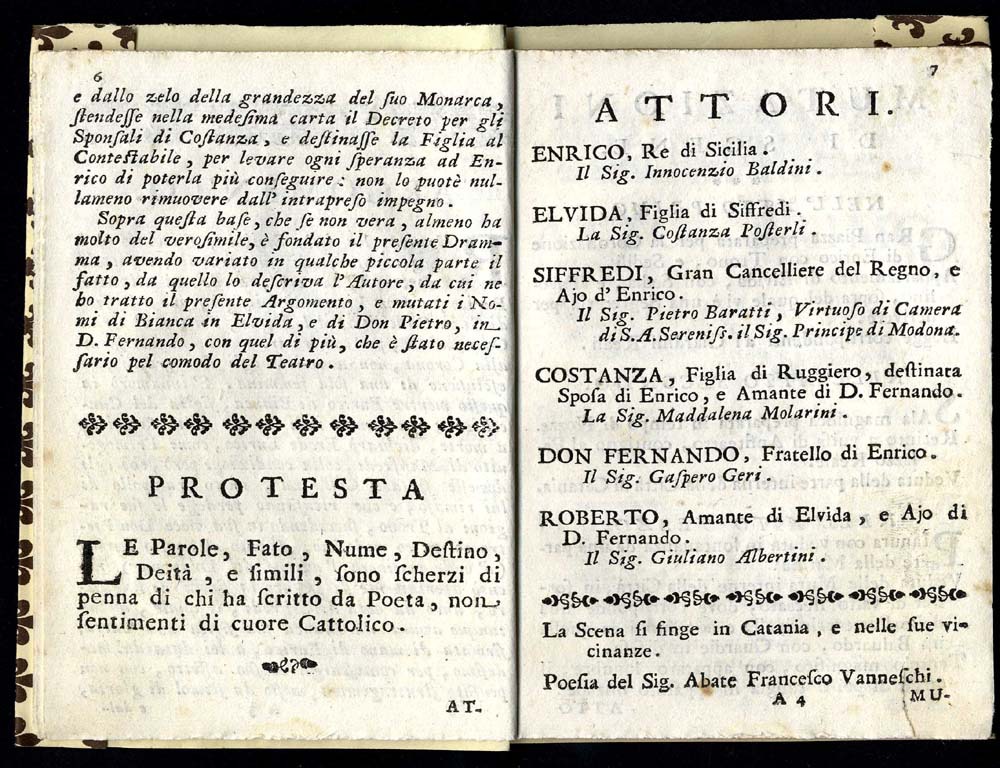 6
e dallo zelo della grandezza del ſuo Monarca,
ſtendeſſe nella medeſima carta il Decreto per gli
Sponſali di Coſtanza, e deſtinaſſe la Figlia al
Conteſtabile, per levare ogni ſperanza ad En-
rico di poterla più conſeguire: non lo puotè nul-
lameno rimuovere dall' intrapreſo impegno.
Sopra queſta baſe, che ſe non vera, almeno ha
molto del veroſimile, è fondato il preſente Dram-
ma, avendo variato in qualche piccola parte il
fatto, da quello lo deſcriva l'Autore, da cui ne
ho tratto il preſente Argomento, e mutati i No-
mi di Bianca in Elvida, e di Don Pietro, in
D. Fernando, con quel di più, che è ſtato neceſ-
ſario pel comodo del Teatro.
PROTESTA
LE Parole, Fato, Nume, Deſtino,
Deità, e ſimili, ſono ſcherzi di
penna di chi ha ſcritto da Poeta, non
ſentimenti di cuore Cattolico.
AT-
7
ATTORI.
ENRICO, Re di Sicilia.
Il Sig. Innocenzio Baldini.
ELVIDA, Figlia di Siffredi.
La Sig. Coſtanza Poſterli.
SIFFREDI, Gran Cancelliere del Regno, e
Ajo d' Enrico.
Il Sig. Pietro Baratti, Virtuoſo di Camera
di S. A. Sereniſs. il Sig. Principe di Modona.
COSTANZA, Figlia di Ruggiero, deſtinata
Spoſa di Enrico, e Amante di D. Fernando.
La Sig. Maddalena Molarini.
DON FERNANDO, Fratello di Enrico.
Il Sig. Gaſpero Geri.
ROBERTO, Amante di Elvida, e Ajo di
D. Fernando.
Il Sig. Giuliano Albertini.
La Scena ſi finge in Catania, e nelle ſue vi-
cinanze.
Poeſia del Sig. Abate Franceſco Vanneſchi.
A 4
MU-